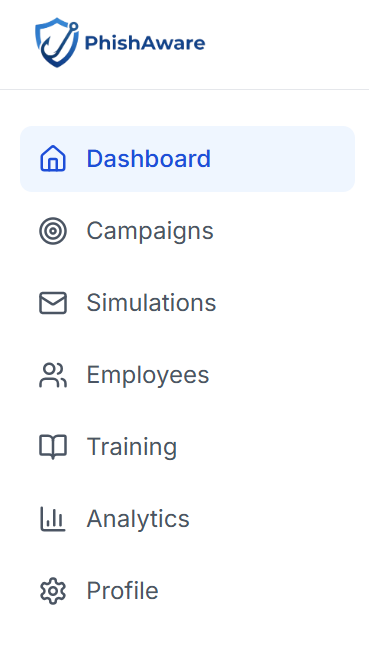 PhishAware
Dashboard
Campaigns
Simulations
Employees
Training
Analytics
Profile